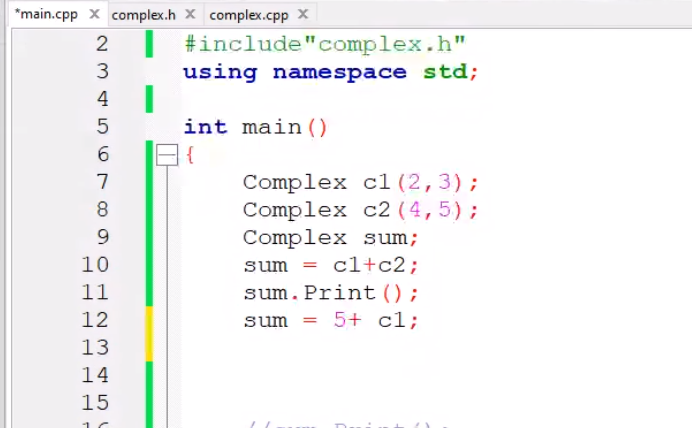 *main.cpp X complex.h X complex.cpp X
2 #include"complex.h"
3 using namespace std;
4
5 int main()
6 {
7 Complex c1(2,3);
8 Complex c2(4,5);
9 Complex sum;
10 sum = c1+c2;
11 sum.Print();
12 sum = 5+ c1;
13
14
15
16 //sum.Print();